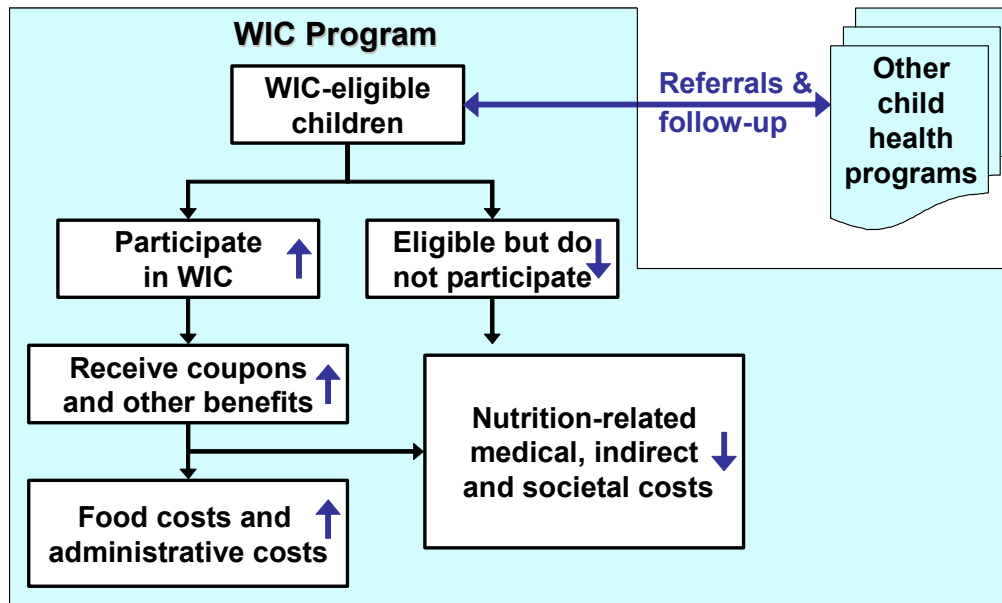 WIC Program
WIC-eligible
children
Referrals &
follow-up
Other
child
health
programs
Participate
in WIC
Eligible but do
not participate
Receive coupons
and other benefits
Nutrition-related
medical, indirect
and societal costs
Food costs and
administrative costs